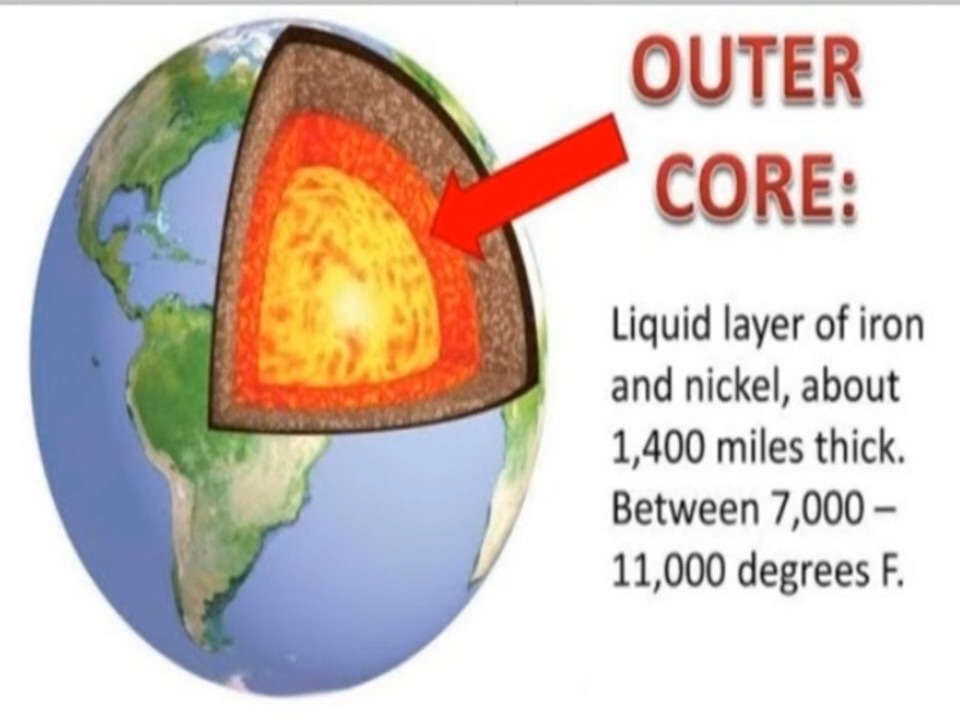 OUTER
CORE:
Liquid layer of iron
and nickel, about
1,400 miles thick.
Between 7,000 –
11,000 degrees F.